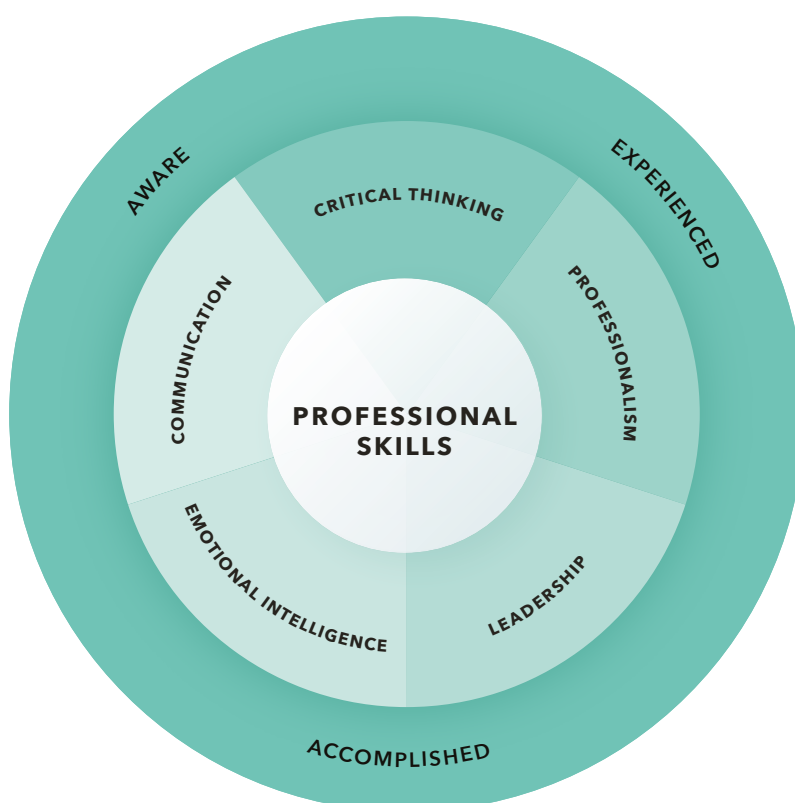 AWARE
EXPERIENCED
CRITICAL THINKING
COMMUNICATION
PROFESSIONALISM
PROFESSIONAL
SKILLS
EMOTIONAL INTELLIGENCE
LEADERSHIP
ACCOMPLISHED